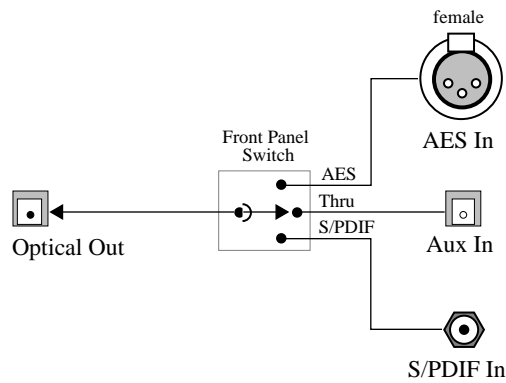 female
AES In
Front Panel
Switch
AES
Thru
S/PDIF
Optical Out
Aux In
S/PDIF In